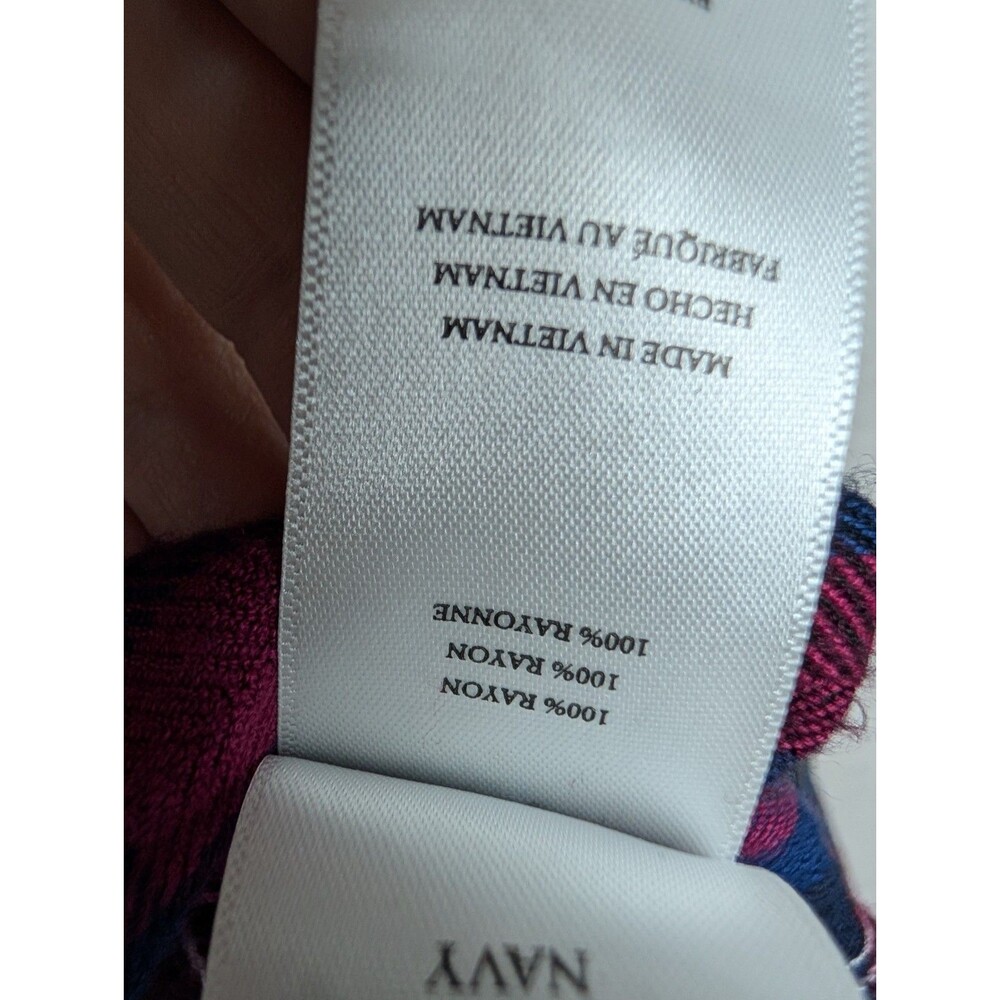 NAVY
100% RAYON
100% RAYON
100% RAYONNE
MADE IN VIETNAM
HECHO EN VIETNAM
FABRIQUÉ AU VIETNAM